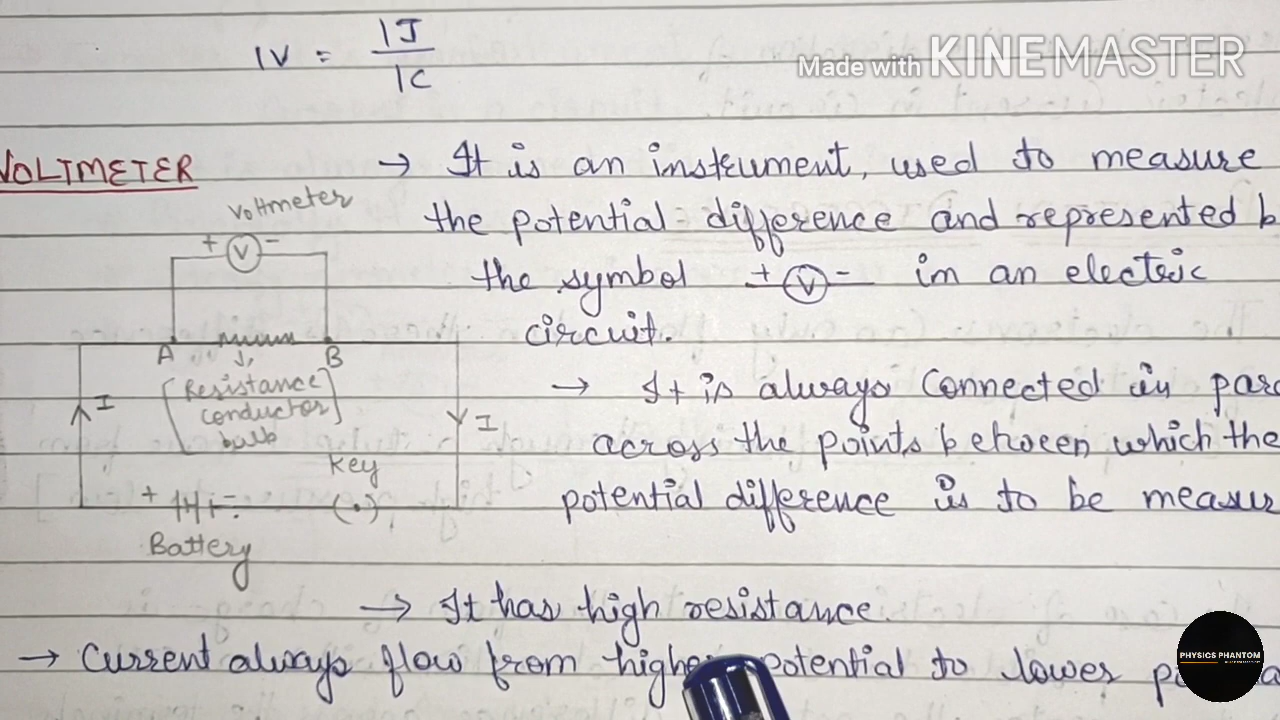 1V = 1J
1C
Made with KINEMASTER
VOLTMETER → It is an instrument, used to measure
the potential difference and represented b
the symbol + V - in an electric
circuit.
Voltmeter
+ V -
A B
[Resistance
conductor]
bulb
I I
Key
+ - (•)
Battery
→ It is always connected in para
across the points between which the
potential difference is to be measur
→ It has high resistance.
→ Current always flow from higher potential to lower
PHYSICS PHANTOM